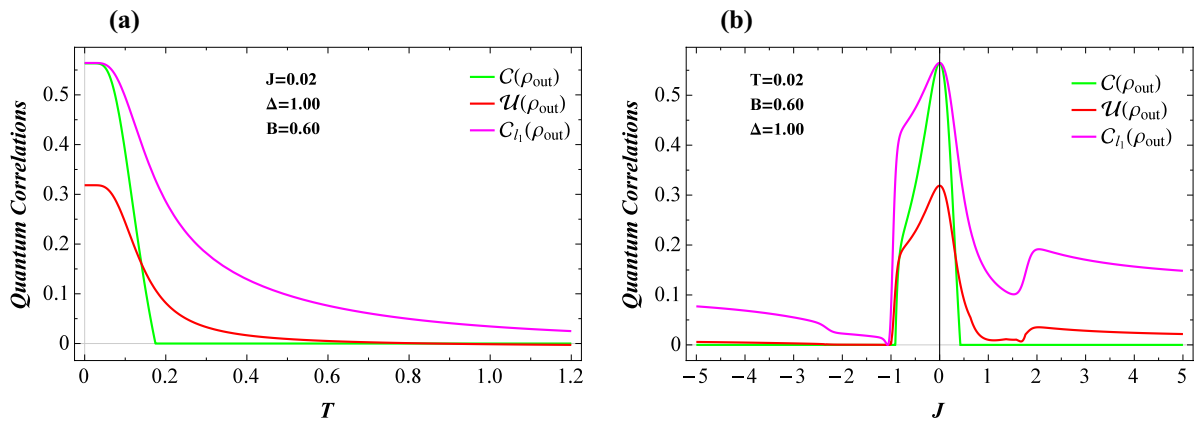 (a)
Quantum Correlations
0.5
0.4
0.3
0.2
0.1
0
J=0.02
Δ=1.00
B=0.60
𝒞(ρout)
𝒰(ρout)
𝒞l1(ρout)
0 0.2 0.4 0.6 0.8 1.0 1.2
T
(b)
Quantum Correlations
0.5
0.4
0.3
0.2
0.1
0
T=0.02
B=0.60
Δ=1.00
𝒞(ρout)
𝒰(ρout)
𝒞l1(ρout)
−5 −4 −3 −2 −1 0 1 2 3 4 5
J